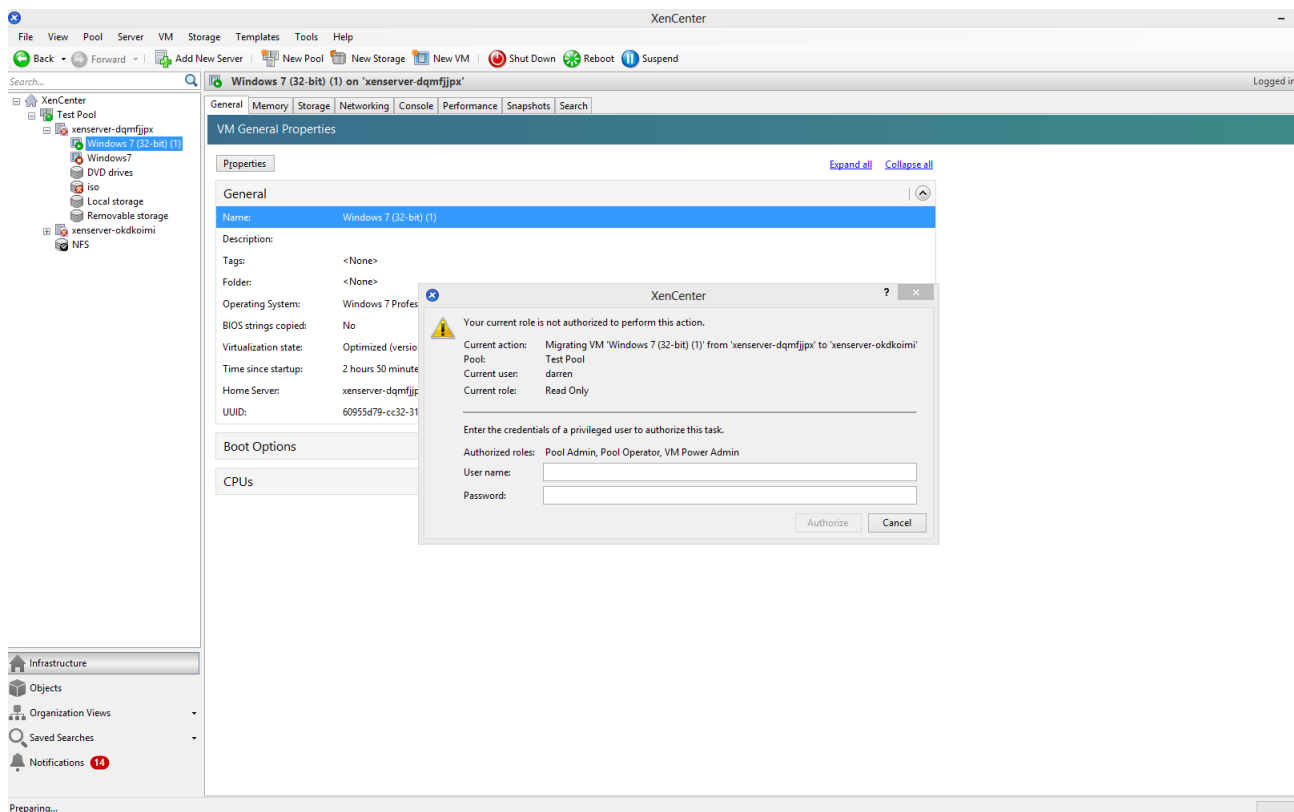 XenCenter
File View Pool Server VM Storage Templates Tools Help
Back Forward Add New Server New Pool New Storage New VM Shut Down Reboot Suspend
Search...
Windows 7 (32-bit) (1) on 'xenserver-dqmfjjpx'
Logged in
XenCenter
Test Pool
xenserver-dqmfjjpx
Windows 7 (32-bit) (1)
Windows7
DVD drives
iso
Local storage
Removable storage
xenserver-okdkoimi
NFS
General Memory Storage Networking Console Performance Snapshots Search
VM General Properties
Properties
Expand all Collapse all
General
Name: Windows 7 (32-bit) (1)
Description:
Tags: <None>
Folder: <None>
Operating System: Windows 7 Profes
BIOS strings copied: No
Virtualization state: Optimized (versio
Time since startup: 2 hours 50 minute
Home Server: xenserver-dqmfjjp
UUID: 60955d79-cc32-31
Boot Options
CPUs
XenCenter
?
Your current role is not authorized to perform this action.
Current action: Migrating VM 'Windows 7 (32-bit) (1)' from 'xenserver-dqmfjjpx' to 'xenserver-okdkoimi'
Pool: Test Pool
Current user: darren
Current role: Read Only
Enter the credentials of a privileged user to authorize this task.
Authorized roles: Pool Admin, Pool Operator, VM Power Admin
User name:
Password:
Authorize Cancel
Infrastructure
Objects
Organization Views
Saved Searches
Notifications 14
Preparing...